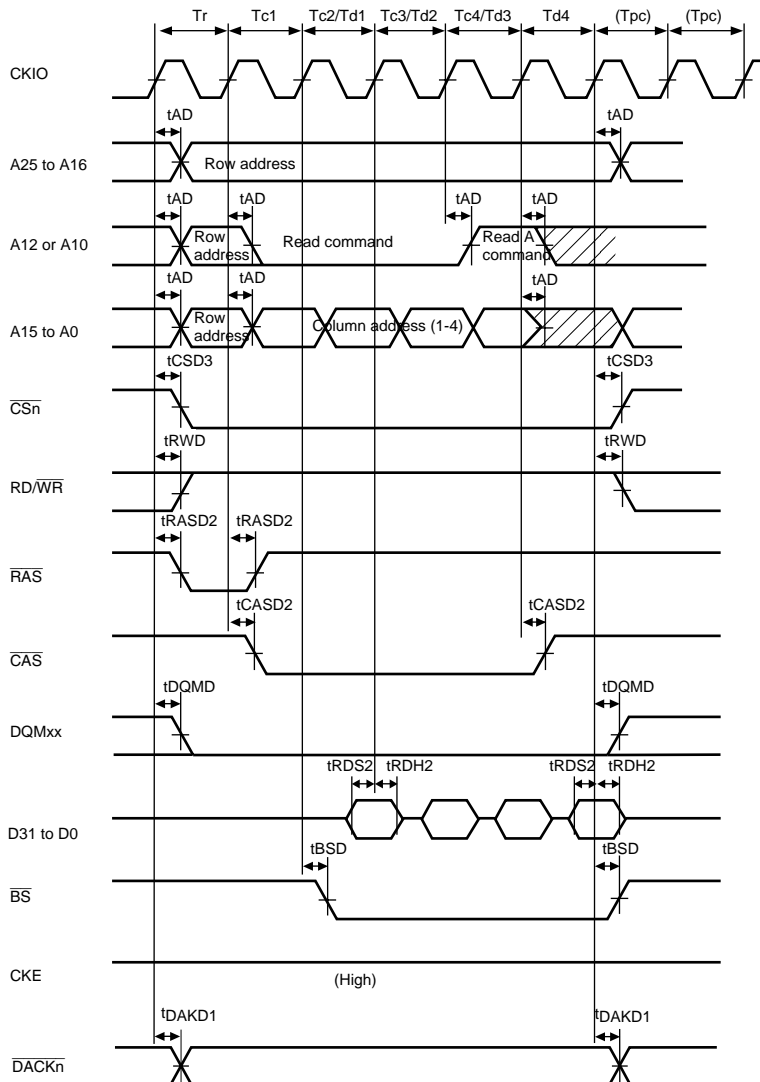 Tr Tc1 Tc2/Td1 Tc3/Td2 Tc4/Td3 Td4 (Tpc) (Tpc)
CKIO
tAD tAD
A25 to A16 Row address
tAD tAD tAD tAD
A12 or A10 Row address Read command Read A command
tAD tAD tAD
A15 to A0 Row address Column address (1-4)
tCSD3 tCSD3
CSn
tRWD tRWD
RD/WR
tRASD2 tRASD2
RAS
tCASD2 tCASD2
CAS
tDQMD tDQMD
DQMxx
tRDS2 tRDH2 tRDS2 tRDH2
D31 to D0
tBSD tBSD
BS
CKE (High)
tDAKD1 tDAKD1
DACKn